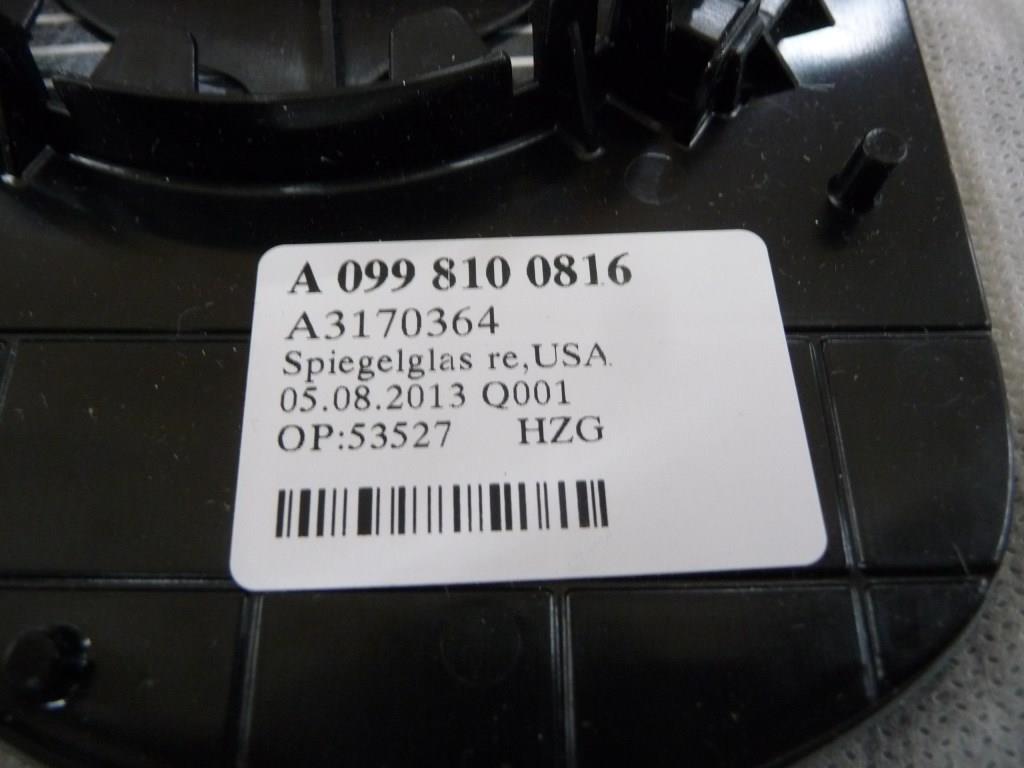 A 099 810 0816
A3170364
Spiegelglas re,USA.
05.08.2013 Q001
OP:53527 HZG